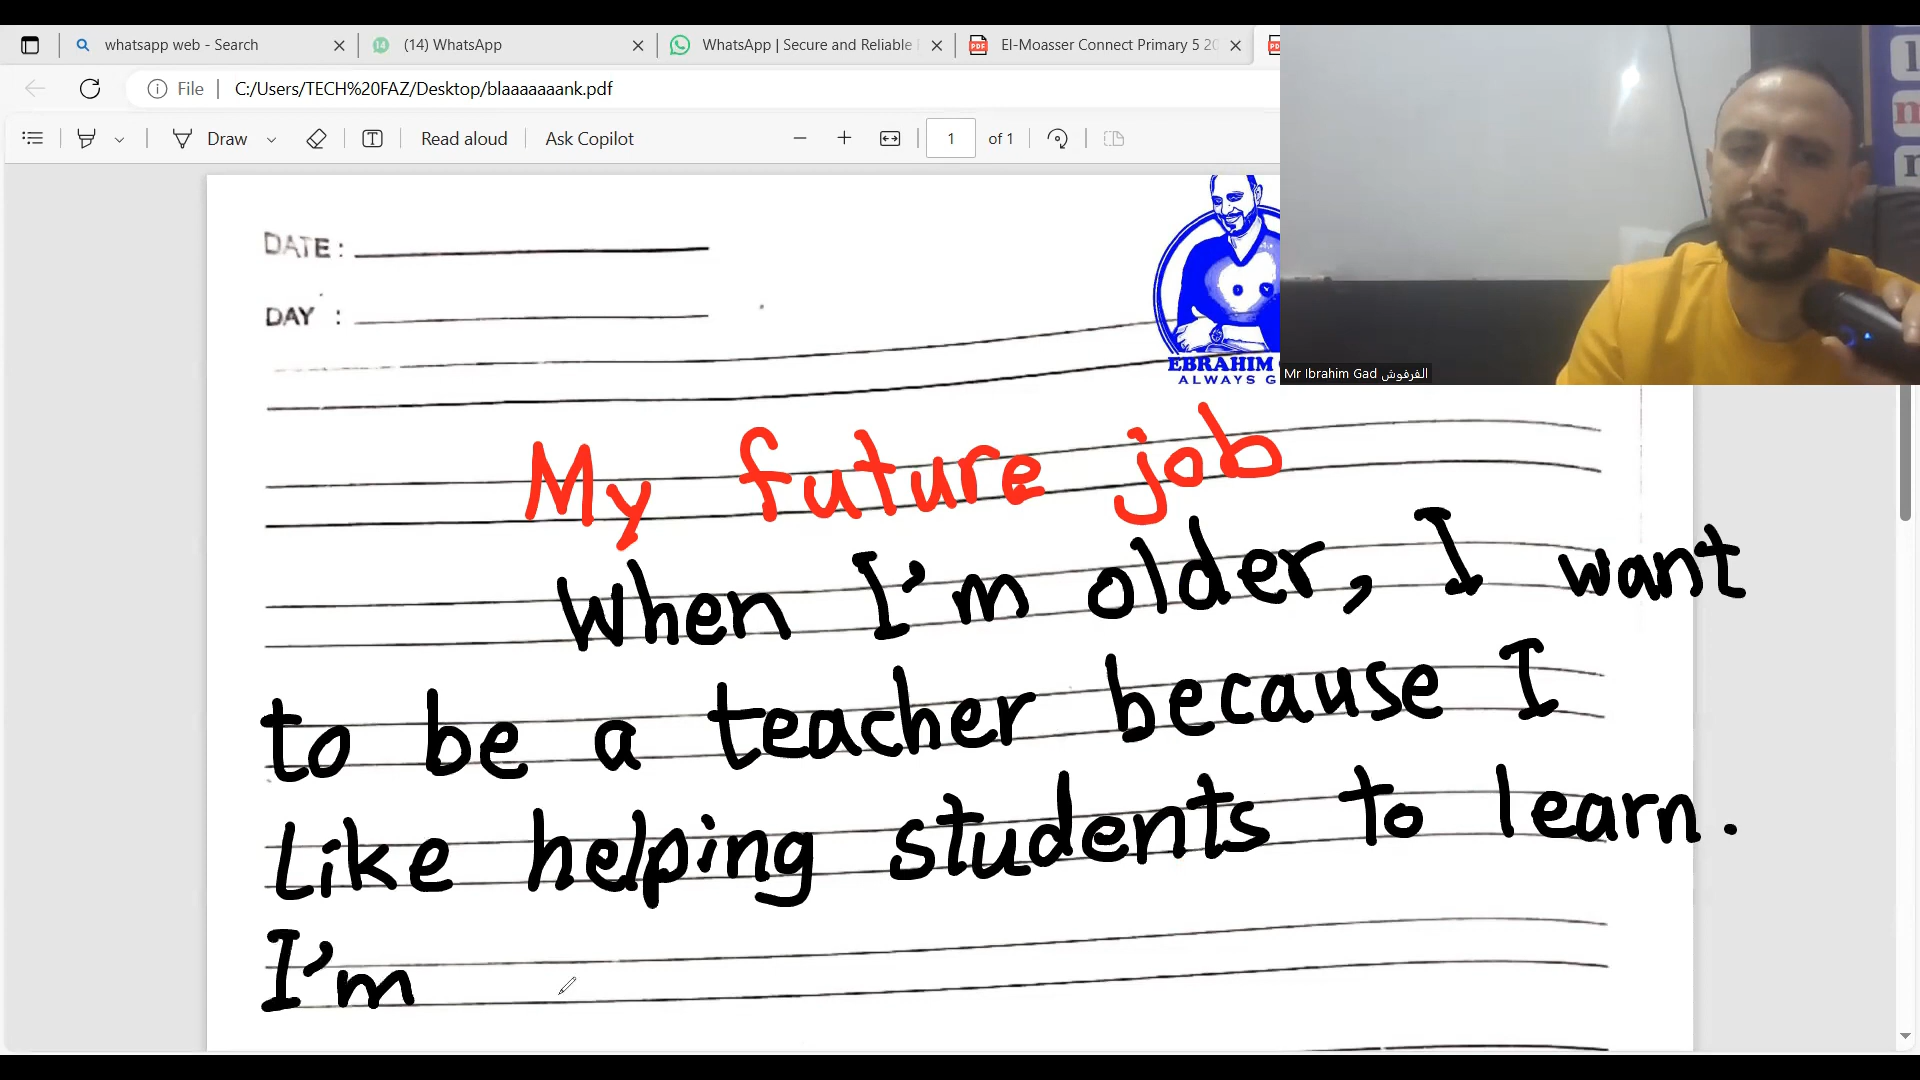 whatsapp web - Search
(14) WhatsApp
WhatsApp | Secure and Reliable
El-Moasser Connect Primary 5 20
File
C:/Users/TECH%20FAZ/Desktop/blaaaaaaank.pdf
Draw
Read aloud
Ask Copilot
1
of 1
DATE :
DAY :
EBRAHIM
ALWAYS G
Mr Ibrahim Gad الفرفوش
My future job
When I'm older, I want
to be a teacher because I
Like helping students to learn.
I'm